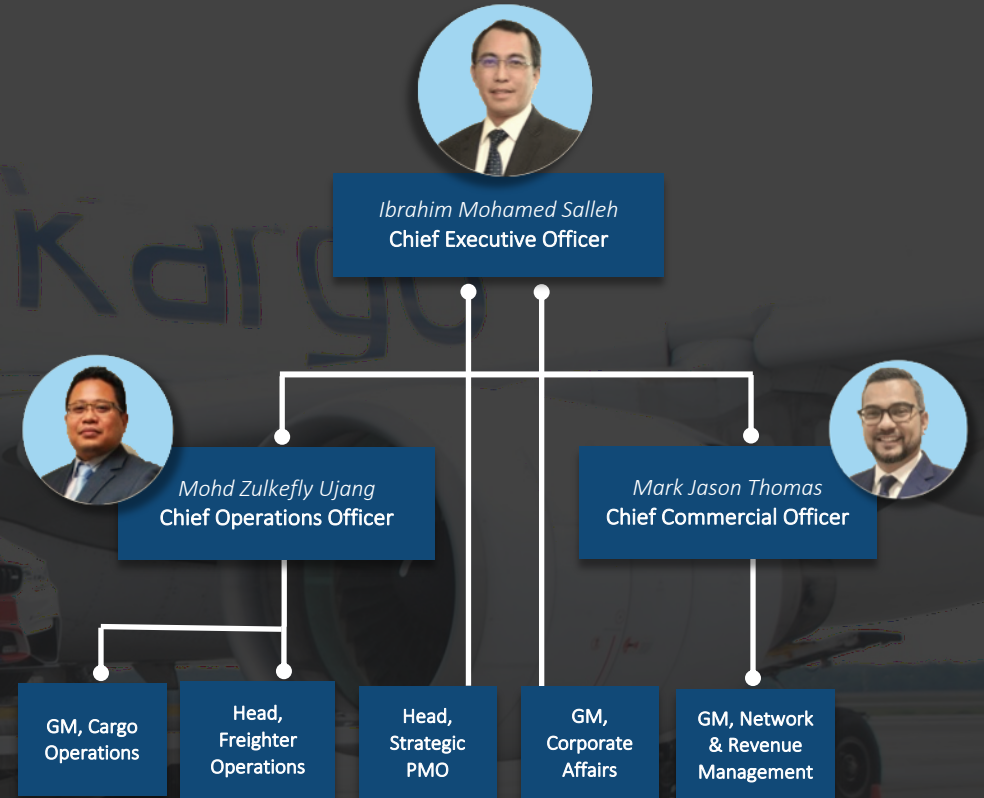 kargo
Ibrahim Mohamed Salleh
Chief Executive Officer
Mohd Zulkefly Ujang
Chief Operations Officer
Mark Jason Thomas
Chief Commercial Officer
GM, Cargo
Operations
Head,
Freighter
Operations
Head,
Strategic
PMO
GM,
Corporate
Affairs
GM, Network
& Revenue
Management